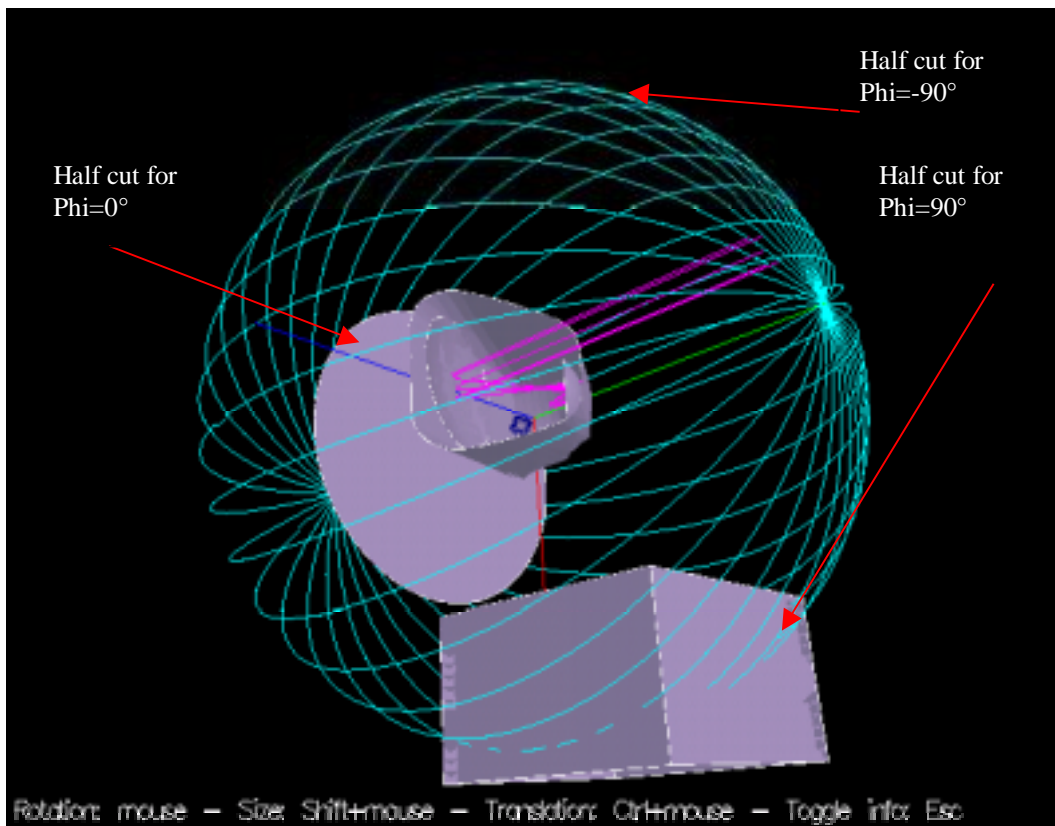 Half cut for
Phi=-90°
Half cut for
Phi=0°
Half cut for
Phi=90°
Rotation: mouse - Size: Shift+mouse - Translation: Ctrl+mouse - Toggle info: Esc